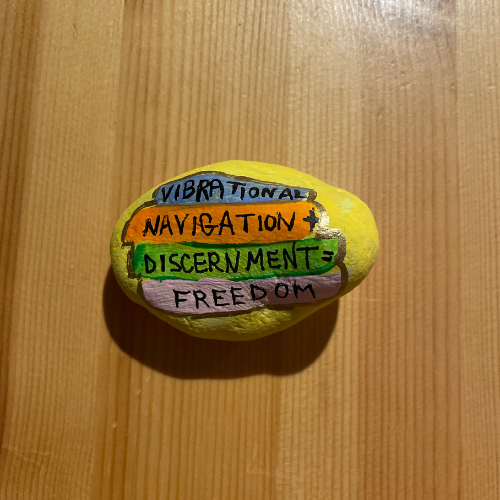 VIBRATIONAL
NAVIGATION +
DISCERNMENT =
FREEDOM